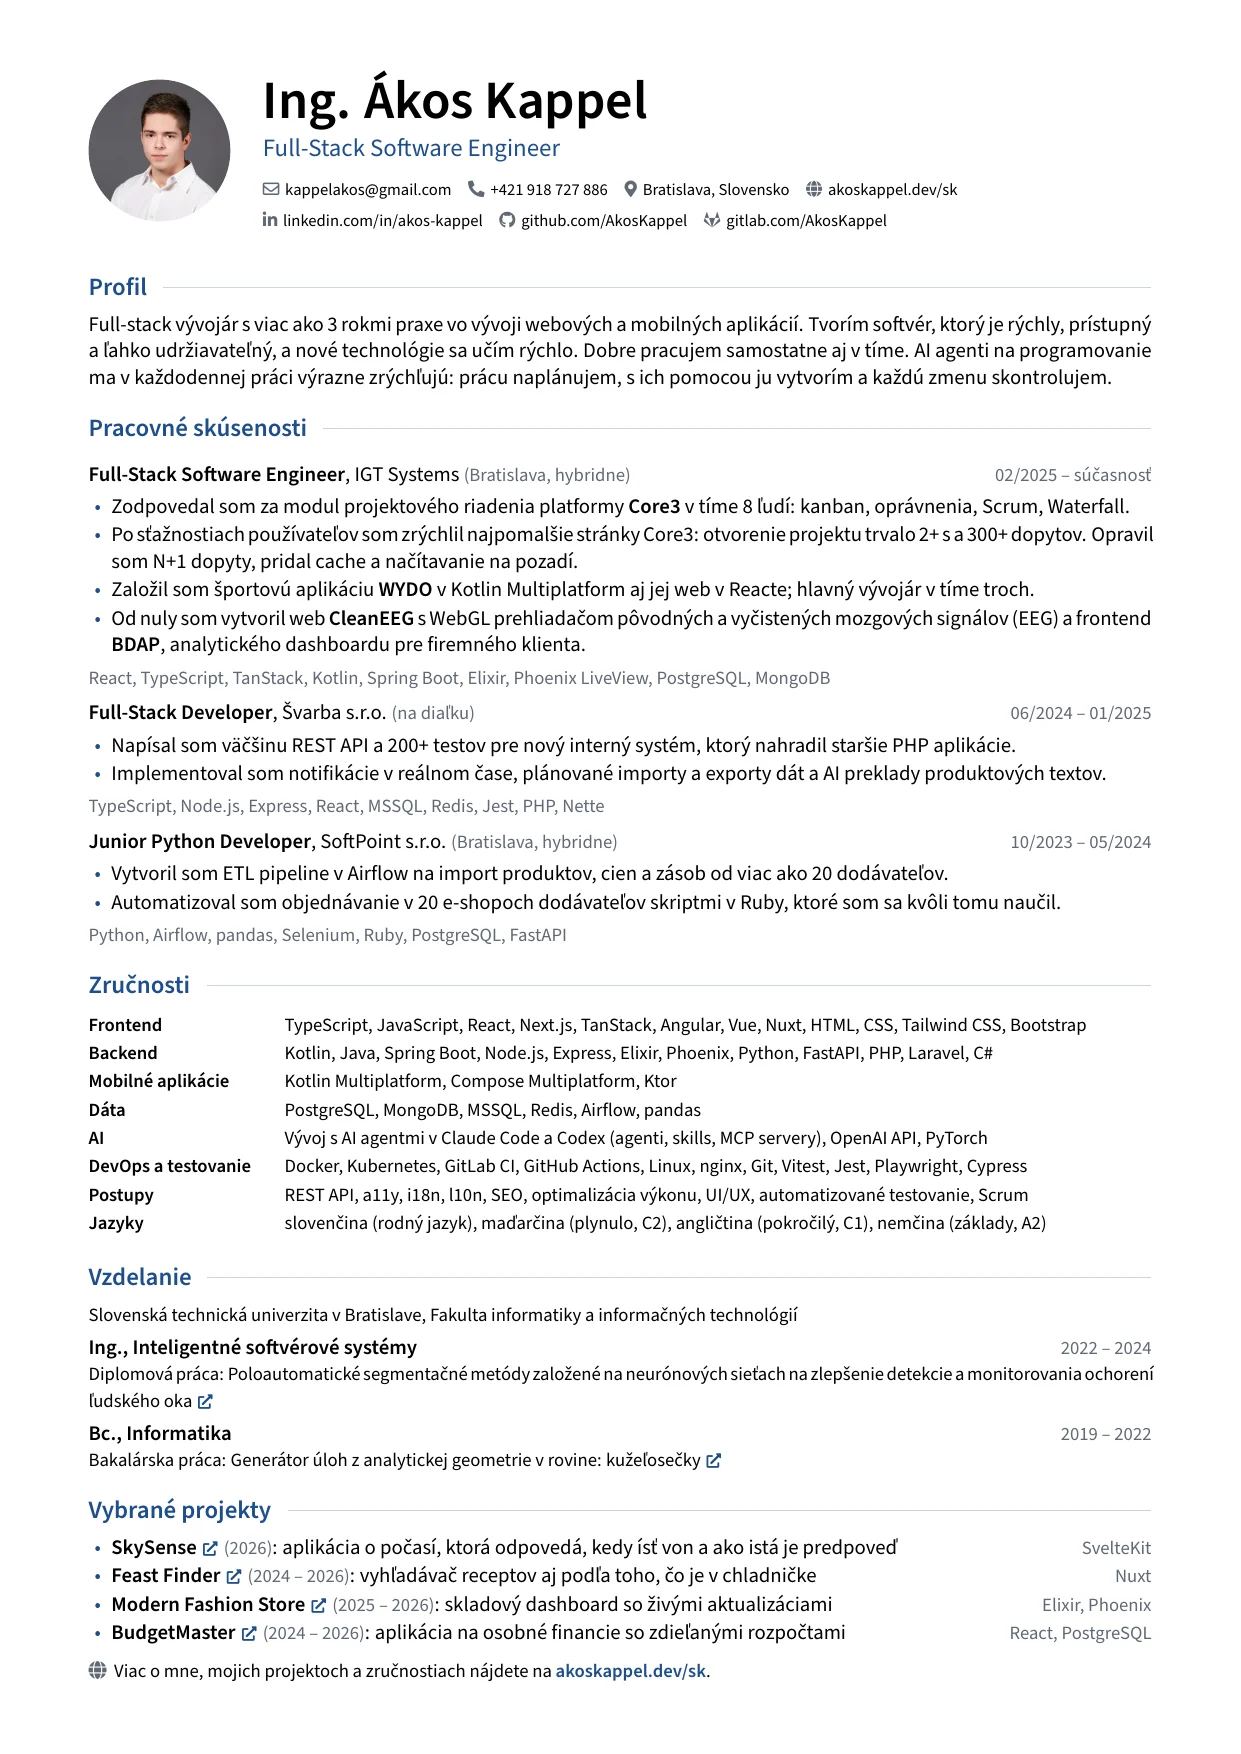 Ing. Ákos Kappel
Full-Stack Software Engineer
kappelakos@gmail.com +421 918 727 886 Bratislava, Slovensko akoskappel.dev/sk
linkedin.com/in/akos-kappel github.com/AkosKappel gitlab.com/AkosKappel
Profil
Full-stack vývojár s viac ako 3 rokmi praxe vo vývoji webových a mobilných aplikácií. Tvorím softvér, ktorý je rýchly, prístupný
a ľahko udržiavateľný, a nové technológie sa učím rýchlo. Dobre pracujem samostatne aj v tíme. AI agenti na programovanie
ma v každodennej práci výrazne zrýchľujú: prácu naplánujem, s ich pomocou ju vytvorím a každú zmenu skontrolujem.
Pracovné skúsenosti
Full-Stack Software Engineer, IGT Systems (Bratislava, hybridne) 02/2025 – súčasnosť
• Zodpovedal som za modul projektového riadenia platformy Core3 v tíme 8 ľudí: kanban, oprávnenia, Scrum, Waterfall.
• Po sťažnostiach používateľov som zrýchlil najpomalšie stránky Core3: otvorenie projektu trvalo 2+ s a 300+ dopytov. Opravil
som N+1 dopyty, pridal cache a načítavanie na pozadí.
• Založil som športovú aplikáciu WYDO v Kotlin Multiplatform aj jej web v Reacte; hlavný vývojár v tíme troch.
• Od nuly som vytvoril web CleanEEG s WebGL prehliadačom pôvodných a vyčistených mozgových signálov (EEG) a frontend
BDAP, analytického dashboardu pre firemného klienta.
React, TypeScript, TanStack, Kotlin, Spring Boot, Elixir, Phoenix LiveView, PostgreSQL, MongoDB
Full-Stack Developer, Švarba s.r.o. (na diaľku) 06/2024 – 01/2025
• Napísal som väčšinu REST API a 200+ testov pre nový interný systém, ktorý nahradil staršie PHP aplikácie.
• Implementoval som notifikácie v reálnom čase, plánované importy a exporty dát a AI preklady produktových textov.
TypeScript, Node.js, Express, React, MSSQL, Redis, Jest, PHP, Nette
Junior Python Developer, SoftPoint s.r.o. (Bratislava, hybridne) 10/2023 – 05/2024
• Vytvoril som ETL pipeline v Airflow na import produktov, cien a zásob od viac ako 20 dodávateľov.
• Automatizoval som objednávanie v 20 e-shopoch dodávateľov skriptmi v Ruby, ktoré som sa kvôli tomu naučil.
Python, Airflow, pandas, Selenium, Ruby, PostgreSQL, FastAPI
Zručnosti
Frontend TypeScript, JavaScript, React, Next.js, TanStack, Angular, Vue, Nuxt, HTML, CSS, Tailwind CSS, Bootstrap
Backend Kotlin, Java, Spring Boot, Node.js, Express, Elixir, Phoenix, Python, FastAPI, PHP, Laravel, C#
Mobilné aplikácie Kotlin Multiplatform, Compose Multiplatform, Ktor
Dáta PostgreSQL, MongoDB, MSSQL, Redis, Airflow, pandas
AI Vývoj s AI agentmi v Claude Code a Codex (agenti, skills, MCP servery), OpenAI API, PyTorch
DevOps a testovanie Docker, Kubernetes, GitLab CI, GitHub Actions, Linux, nginx, Git, Vitest, Jest, Playwright, Cypress
Postupy REST API, a11y, i18n, l10n, SEO, optimalizácia výkonu, UI/UX, automatizované testovanie, Scrum
Jazyky slovenčina (rodný jazyk), maďarčina (plynulo, C2), angličtina (pokročilý, C1), nemčina (základy, A2)
Vzdelanie
Slovenská technická univerzita v Bratislave, Fakulta informatiky a informačných technológií
Ing., Inteligentné softvérové systémy 2022 – 2024
Diplomová práca: Poloautomatické segmentačné metódy založené na neurónových sieťach na zlepšenie detekcie a monitorovania ochorení
ľudského oka
Bc., Informatika 2019 – 2022
Bakalárska práca: Generátor úloh z analytickej geometrie v rovine: kužeľosečky
Vybrané projekty
• SkySense (2026): aplikácia o počasí, ktorá odpovedá, kedy ísť von a ako istá je predpoveď SvelteKit
• Feast Finder (2024 – 2026): vyhľadávač receptov aj podľa toho, čo je v chladničke Nuxt
• Modern Fashion Store (2025 – 2026): skladový dashboard so živými aktualizáciami Elixir, Phoenix
• BudgetMaster (2024 – 2026): aplikácia na osobné financie so zdieľanými rozpočtami React, PostgreSQL
Viac o mne, mojich projektoch a zručnostiach nájdete na akoskappel.dev/sk.